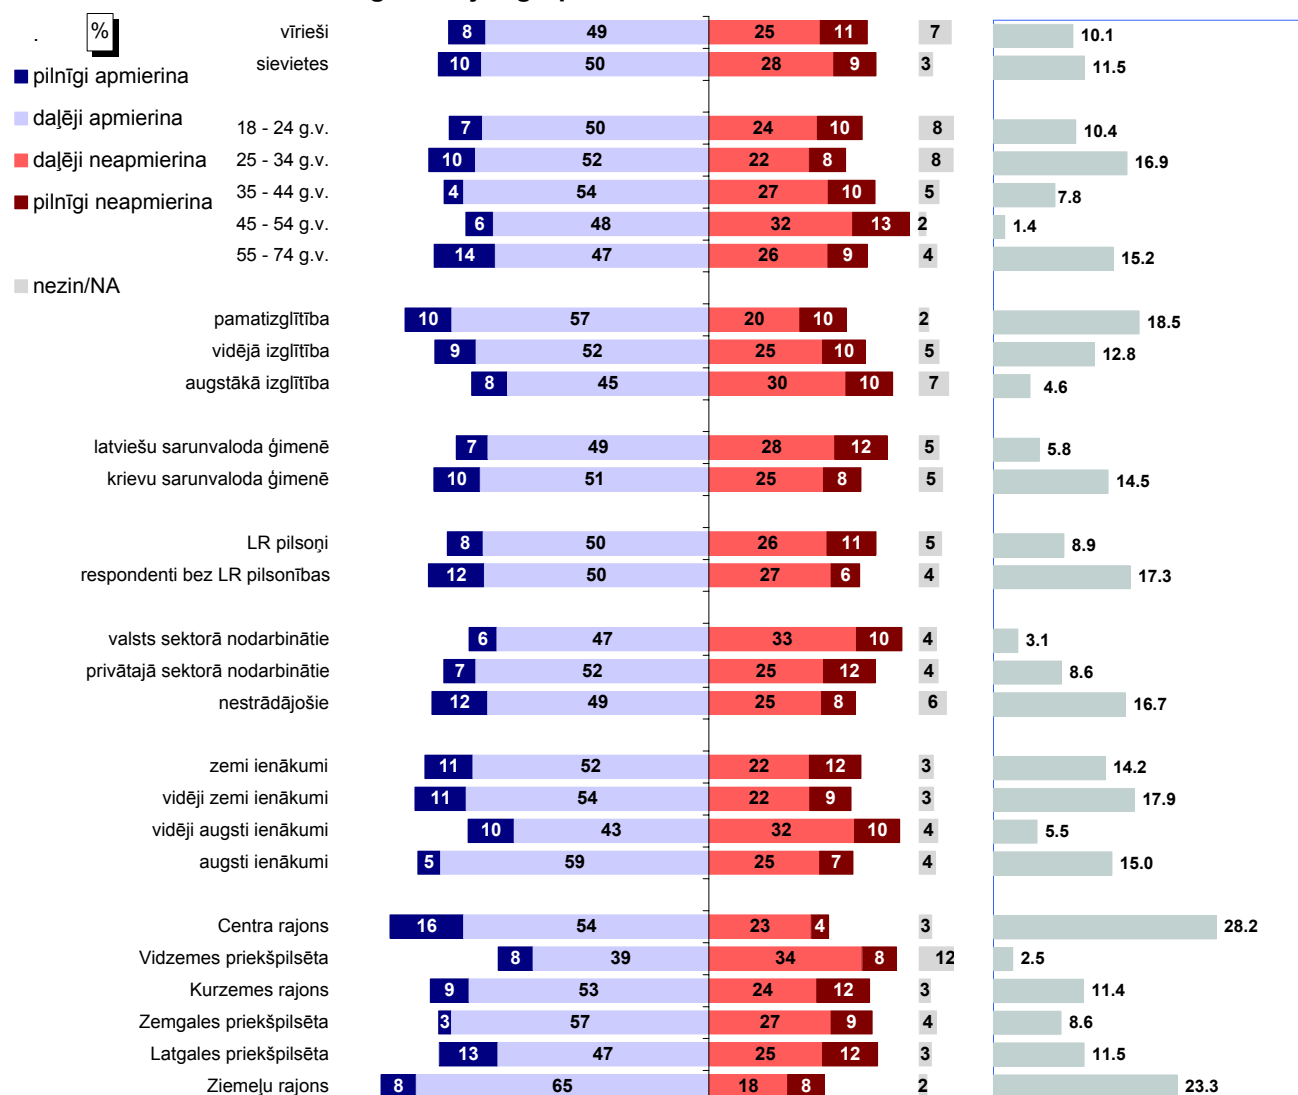 . % vīrieši 8 49 25 11 7 10.1
sievietes 10 50 28 9 3 11.5
pilnīgi apmierina
daļēji apmierina
daļēji neapmierina
pilnīgi neapmierina
nezin/NA
18 - 24 g.v. 7 50 24 10 8 10.4
25 - 34 g.v. 10 52 22 8 8 16.9
35 - 44 g.v. 4 54 27 10 5 7.8
45 - 54 g.v. 6 48 32 13 2 1.4
55 - 74 g.v. 14 47 26 9 4 15.2
pamatizglītība 10 57 20 10 2 18.5
vidējā izglītība 9 52 25 10 5 12.8
augstākā izglītība 8 45 30 10 7 4.6
latviešu sarunvaloda ģimenē 7 49 28 12 5 5.8
krievu sarunvaloda ģimenē 10 51 25 8 5 14.5
LR pilsoņi 8 50 26 11 5 8.9
respondenti bez LR pilsonības 12 50 27 6 4 17.3
valsts sektorā nodarbinātie 6 47 33 10 4 3.1
privātajā sektorā nodarbinātie 7 52 25 12 4 8.6
nestrādājošie 12 49 25 8 6 16.7
zemi ienākumi 11 52 22 12 3 14.2
vidēji zemi ienākumi 11 54 22 9 3 17.9
vidēji augsti ienākumi 10 43 32 10 4 5.5
augsti ienākumi 5 59 25 7 4 15.0
Centra rajons 16 54 23 4 3 28.2
Vidzemes priekšpilsēta 8 39 34 8 12 2.5
Kurzemes rajons 9 53 24 12 3 11.4
Zemgales priekšpilsēta 3 57 27 9 4 8.6
Latgales priekšpilsēta 13 47 25 12 3 11.5
Ziemeļu rajons 8 65 18 8 2 23.3